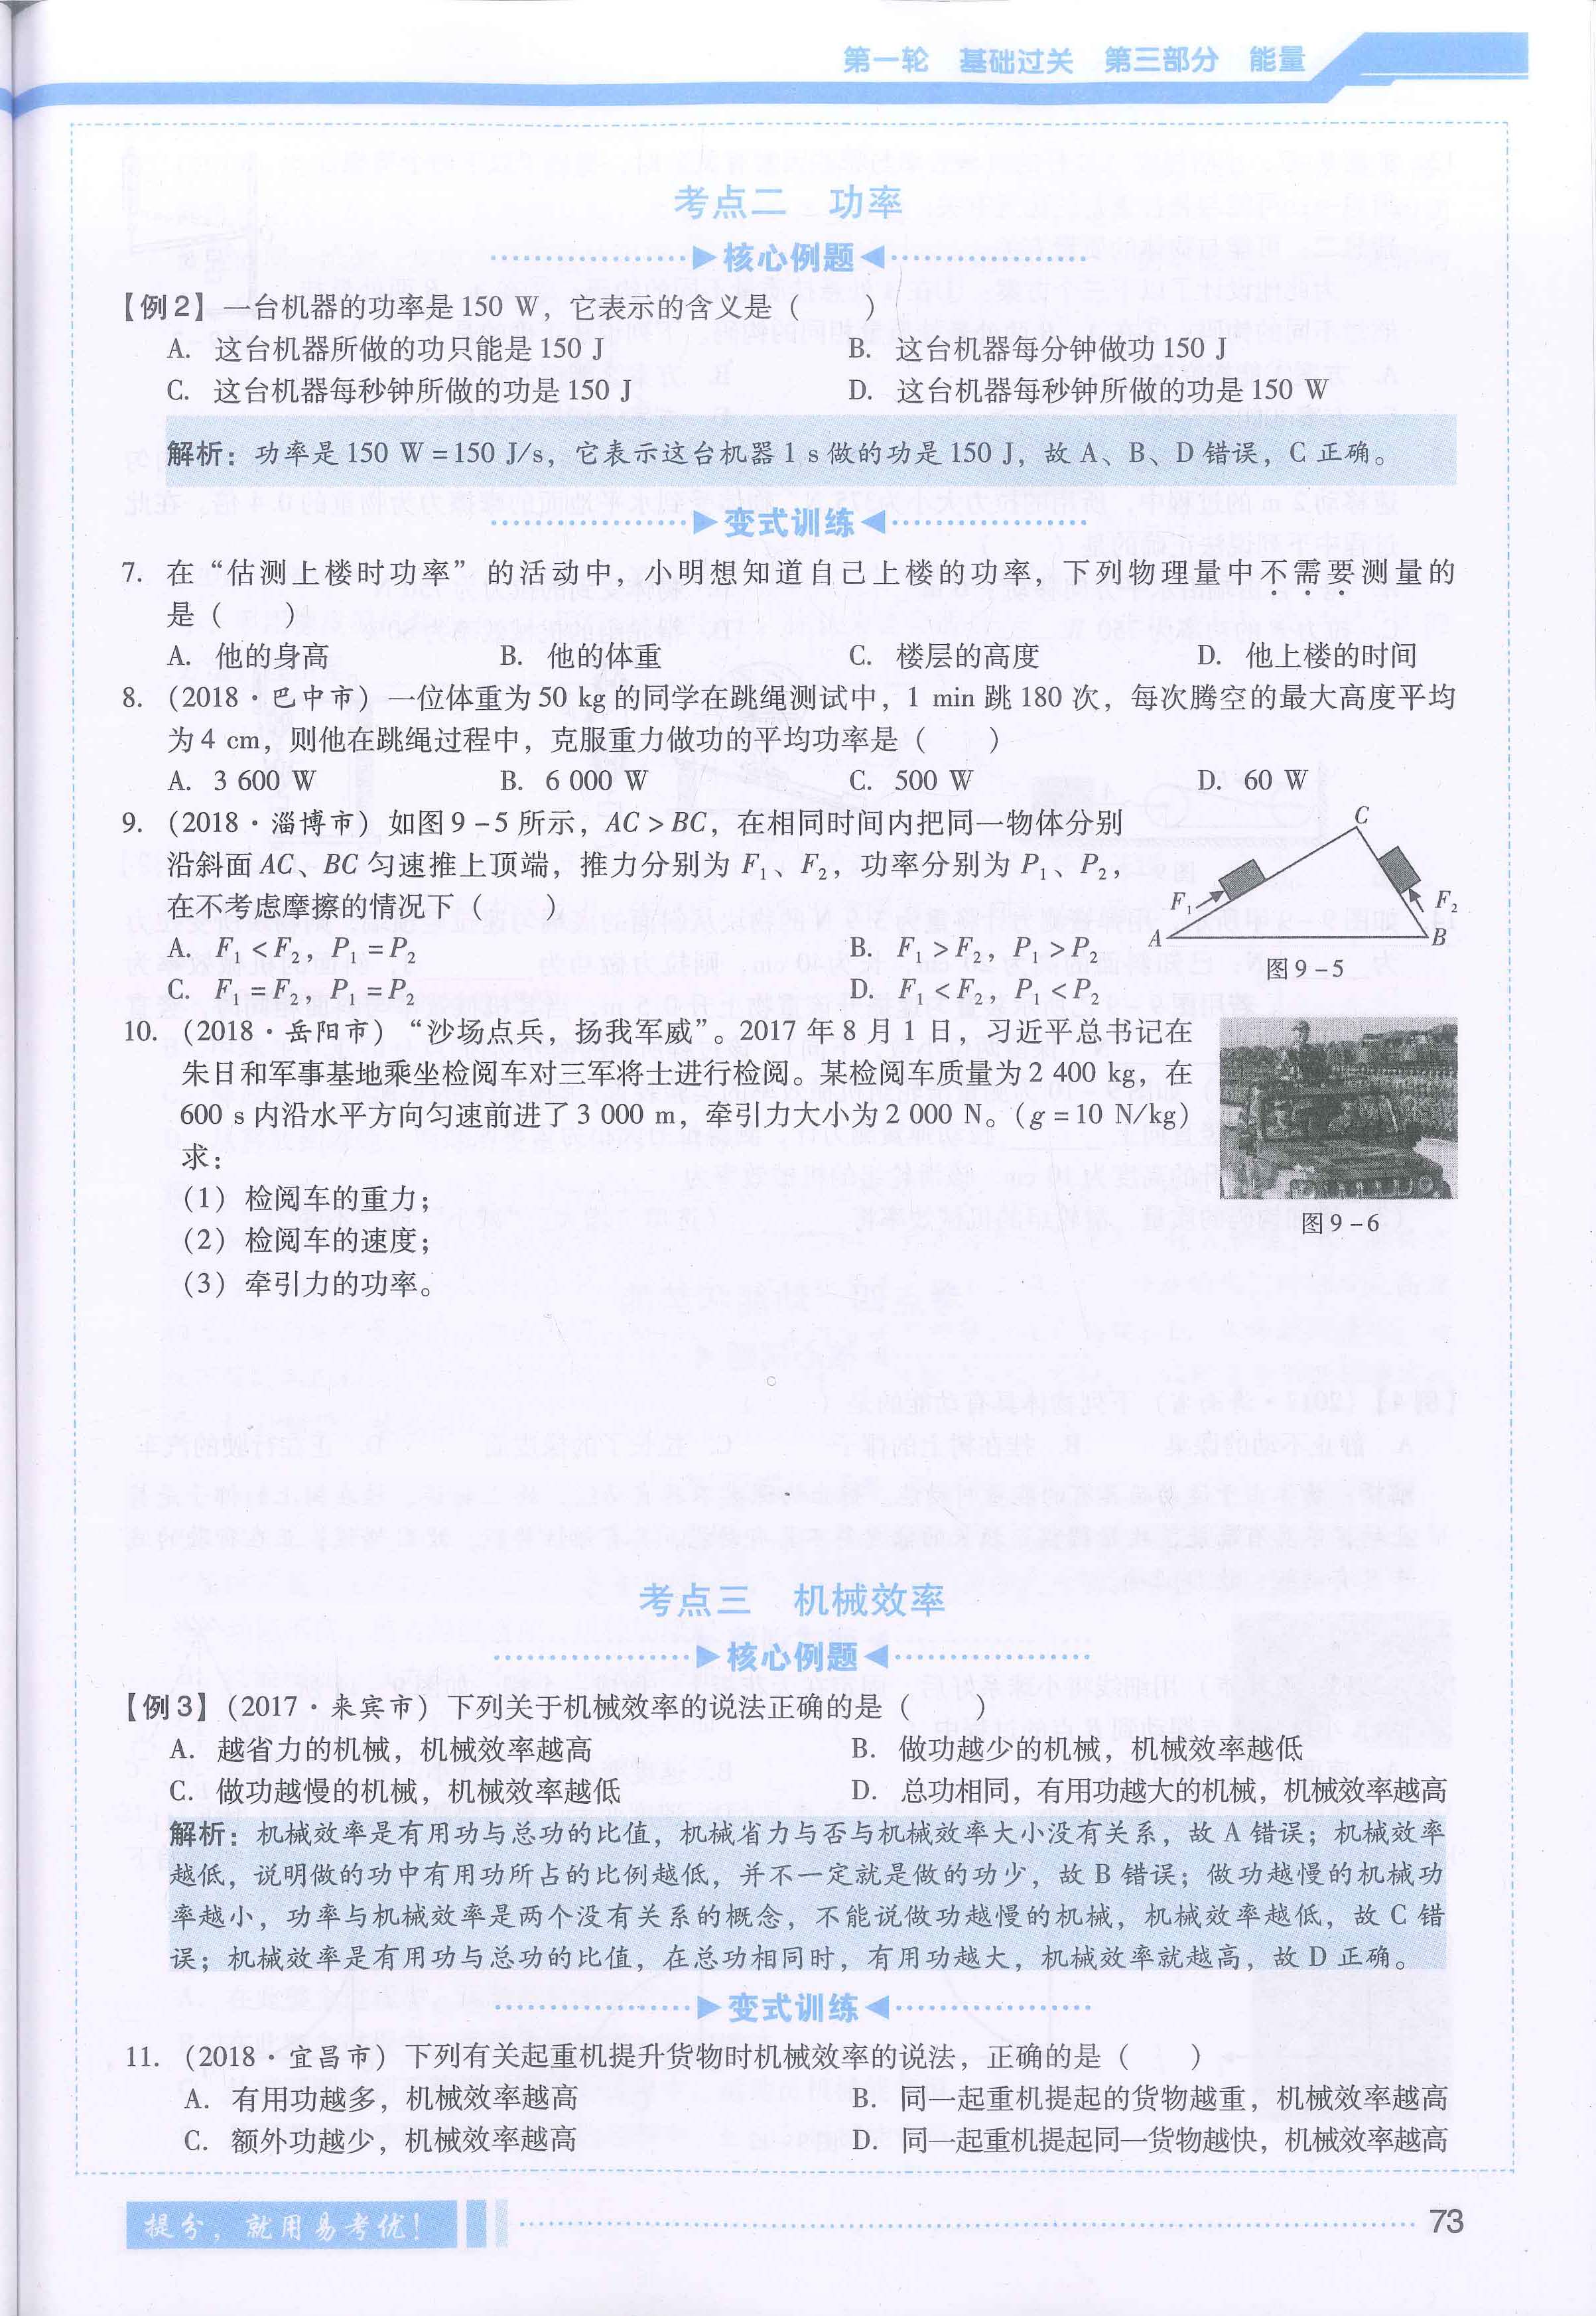 第一轮 基础过关 第三部分 能量
考点二 功率
核心例题
【例2】一台机器的功率是150 W，它表示的含义是（  ）
A. 这台机器所做的功只能是150 J
B. 这台机器每分钟做功150 J
C. 这台机器每秒钟所做的功是150 J
D. 这台机器每秒钟所做的功是150 W
解析：功率是150 W=150 J/s，它表示这台机器1 s做的功是150 J，故A、B、D错误，C正确。
变式训练
7. 在“估测上楼时功率”的活动中，小明想知道自己上楼的功率，下列物理量中不需要测量的
是（  ）
A. 他的身高 B. 他的体重 C. 楼层的高度 D. 他上楼的时间
8. （2018·巴中市）一位体重为50 kg的同学在跳绳测试中，1 min跳180次，每次腾空的最大高度平均
为4 cm，则他在跳绳过程中，克服重力做功的平均功率是（  ）
A. 3 600 W B. 6 000 W C. 500 W D. 60 W
9. （2018·淄博市）如图9-5所示，AC>BC，在相同时间内把同一物体分别
沿斜面AC、BC匀速推上顶端，推力分别为F₁、F₂，功率分别为P₁、P₂，
在不考虑摩擦的情况下（  ）
A. F₁<F₂，P₁=P₂ B. F₁>F₂，P₁>P₂
C. F₁=F₂，P₁=P₂ D. F₁<F₂，P₁<P₂
C
F₁
F₂
A
B
图9-5
10. （2018·岳阳市）“沙场点兵，扬我军威”。2017年8月1日，习近平总书记在
朱日和军事基地乘坐检阅车对三军将士进行检阅。某检阅车质量为2 400 kg，在
600 s内沿水平方向匀速前进了3 000 m，牵引力大小为2 000 N。（g=10 N/kg）
求：
（1）检阅车的重力；
（2）检阅车的速度；
（3）牵引力的功率。
图9-6
考点三 机械效率
核心例题
【例3】（2017·来宾市）下列关于机械效率的说法正确的是（  ）
A. 越省力的机械，机械效率越高
B. 做功越少的机械，机械效率越低
C. 做功越慢的机械，机械效率越低
D. 总功相同，有用功越大的机械，机械效率越高
解析：机械效率是有用功与总功的比值，机械省力与否与机械效率大小没有关系，故A错误；机械效率
越低，说明做的功中有用功所占的比例越低，并不一定就是做的功少，故B错误；做功越慢的机械功
率越小，功率与机械效率是两个没有关系的概念，不能说做功越慢的机械，机械效率越低，故C错
误；机械效率是有用功与总功的比值，在总功相同时，有用功越大，机械效率就越高，故D正确。
变式训练
11. （2018·宜昌市）下列有关起重机提升货物时机械效率的说法，正确的是（  ）
A. 有用功越多，机械效率越高
B. 同一起重机提起的货物越重，机械效率越高
C. 额外功越少，机械效率越高
D. 同一起重机提起同一货物越快，机械效率越高
提分，就用易考优！
73